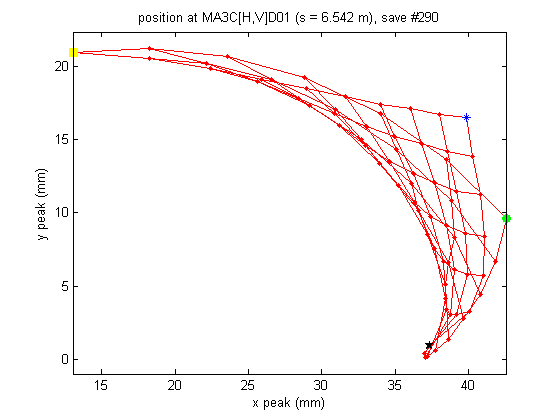 position at MA3C[H,V]D01 (s = 6.542 m), save #290
20
15
10
5
0
y peak (mm)
15 20 25 30 35 40
x peak (mm)